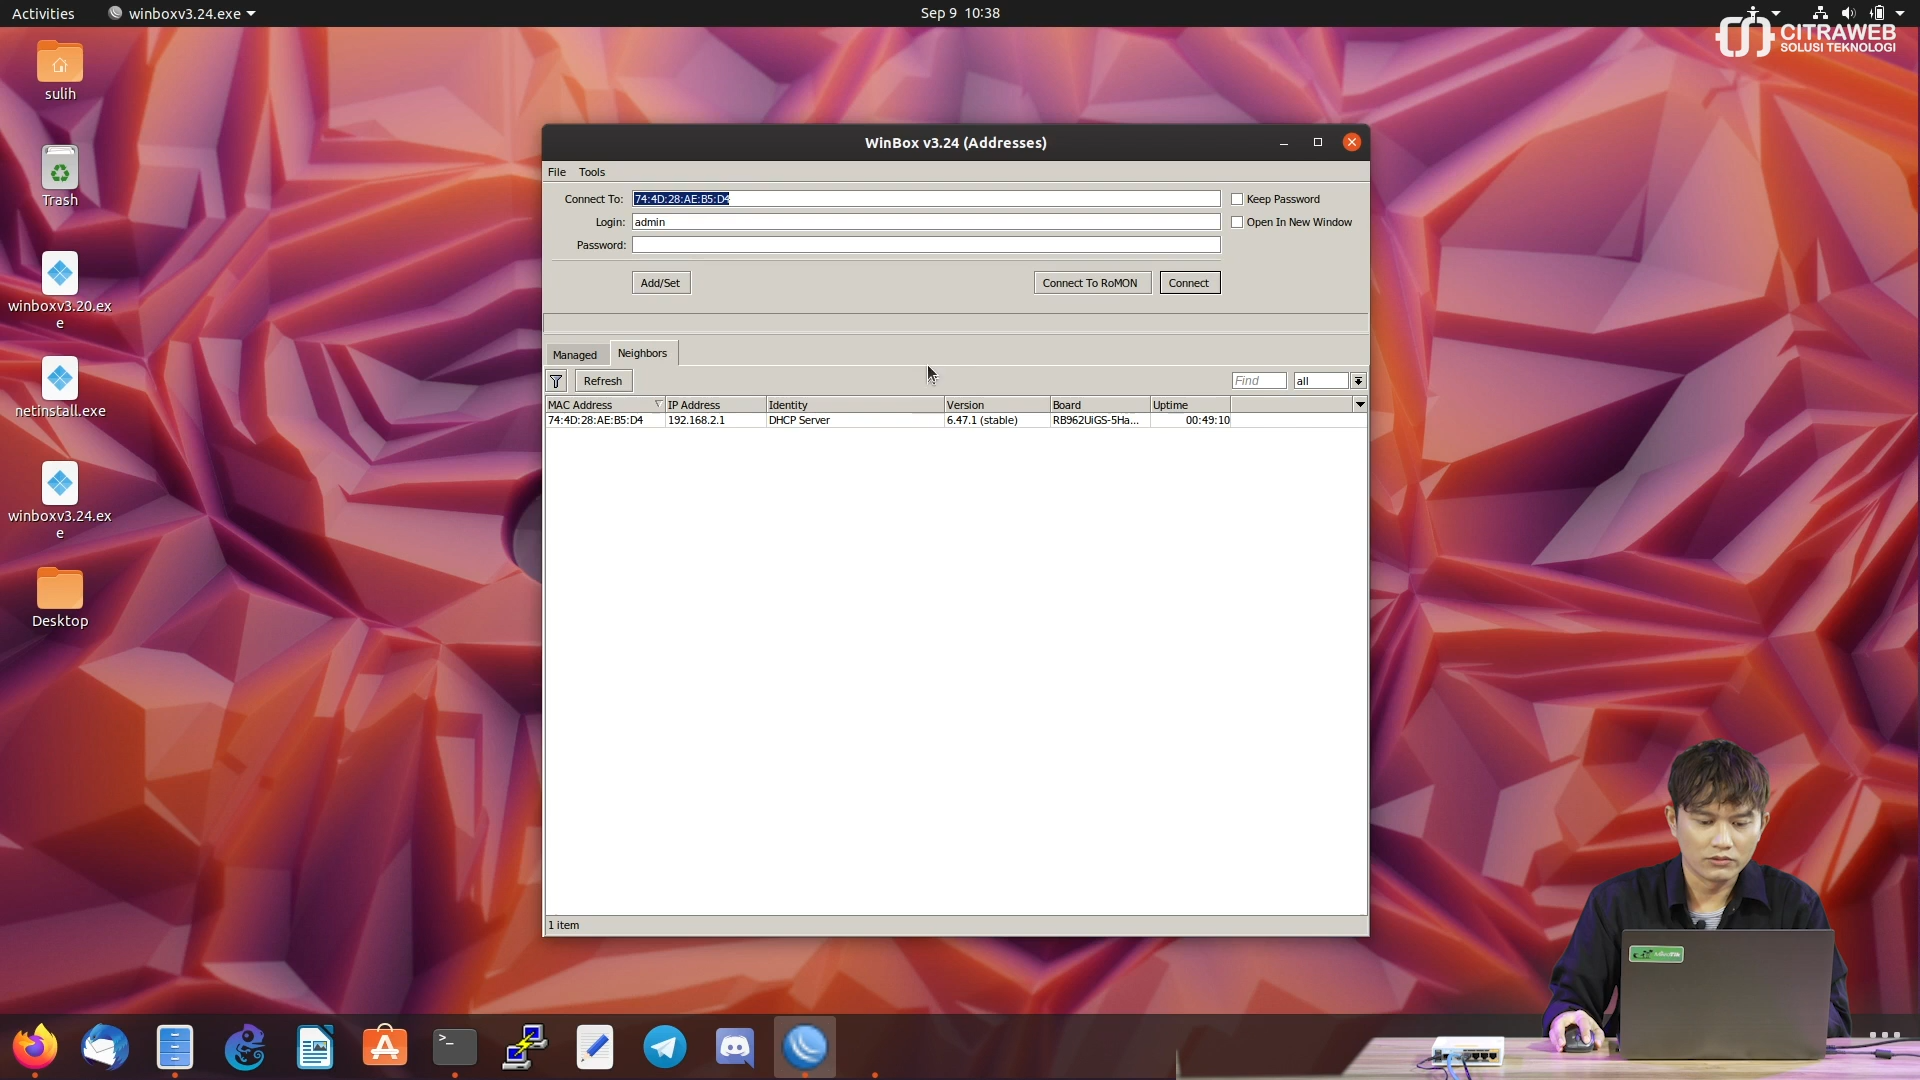 Activities
winboxv3.24.exe
Sep 9 10:38
CITRAWEB
SOLUSI TEKNOLOGI
sulih
Trash
winboxv3.20.ex
e
netinstall.exe
winboxv3.24.ex
e
Desktop
WinBox v3.24 (Addresses)
File Tools
Connect To: 74:4D:28:AE:B5:D4
Keep Password
Login: admin
Open In New Window
Password:
Add/Set
Connect To RoMON
Connect
Managed
Neighbors
Refresh
Find
all
MAC Address IP Address Identity Version Board Uptime
74:4D:28:AE:B5:D4 192.168.2.1 DHCP Server 6.47.1 (stable) RB962UiGS-5Ha... 00:49:10
1 item
>_